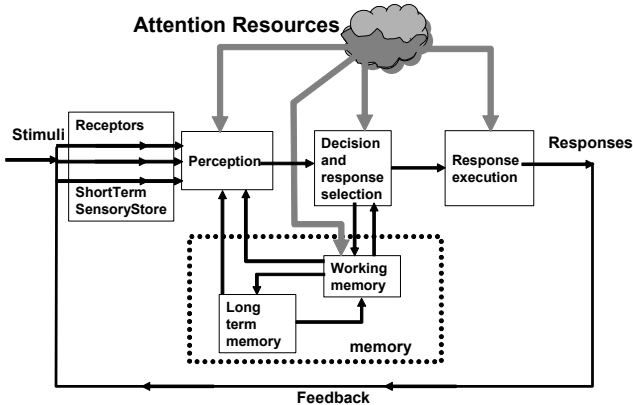 Attention Resources
Stimuli
Receptors
ShortTerm
SensoryStore
Perception
Decision
and
response
selection
Response
execution
Responses
Working
memory
Long
term
memory
memory
Feedback